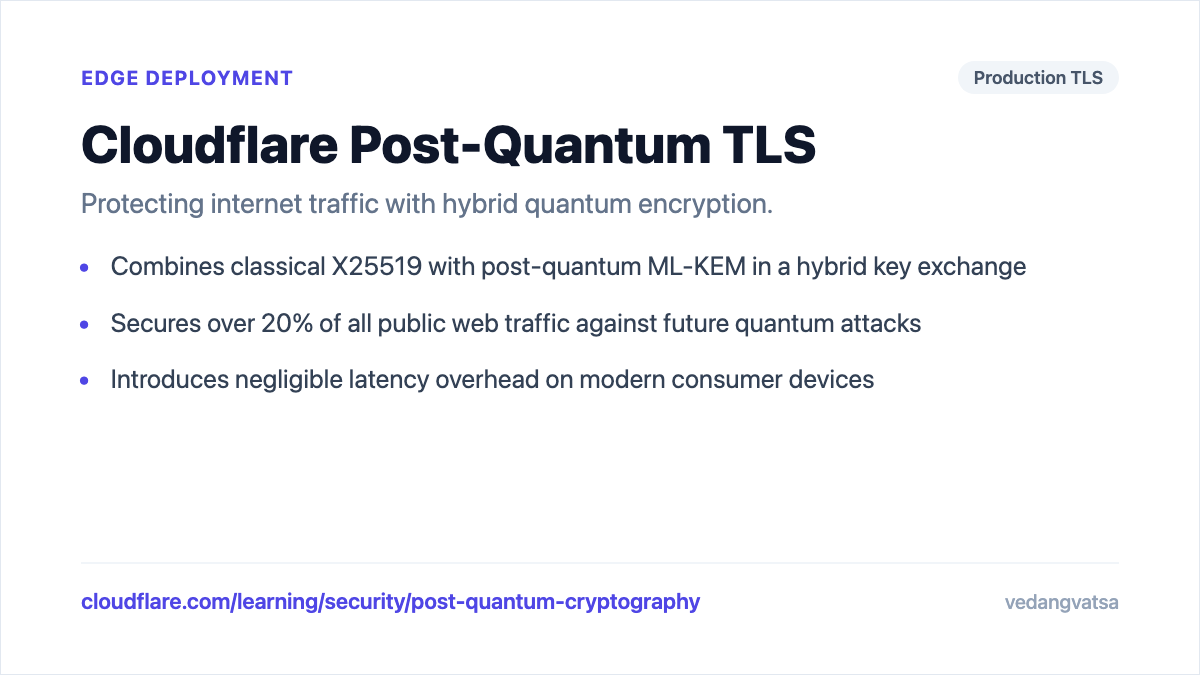 EDGE DEPLOYMENT
Production TLS
Cloudflare Post-Quantum TLS
Protecting internet traffic with hybrid quantum encryption.
• Combines classical X25519 with post-quantum ML-KEM in a hybrid key exchange
• Secures over 20% of all public web traffic against future quantum attacks
• Introduces negligible latency overhead on modern consumer devices
cloudflare.com/learning/security/post-quantum-cryptography
vedangvatsa